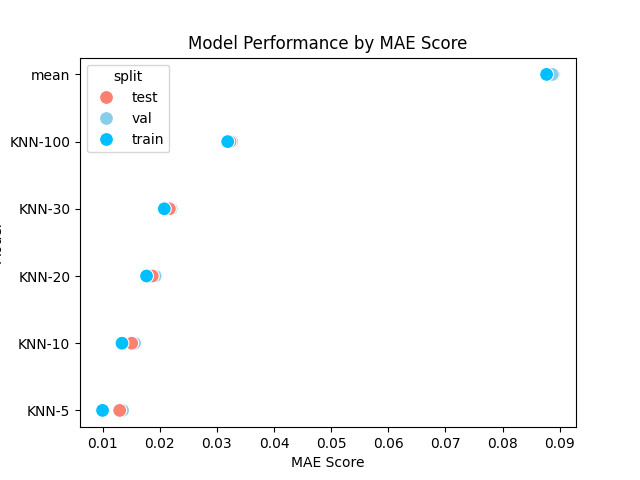 Model Performance by MAE Score
split
test
val
train
mean
KNN-100
KNN-30
KNN-20
KNN-10
KNN-5
0.01 0.02 0.03 0.04 0.05 0.06 0.07 0.08 0.09
MAE Score